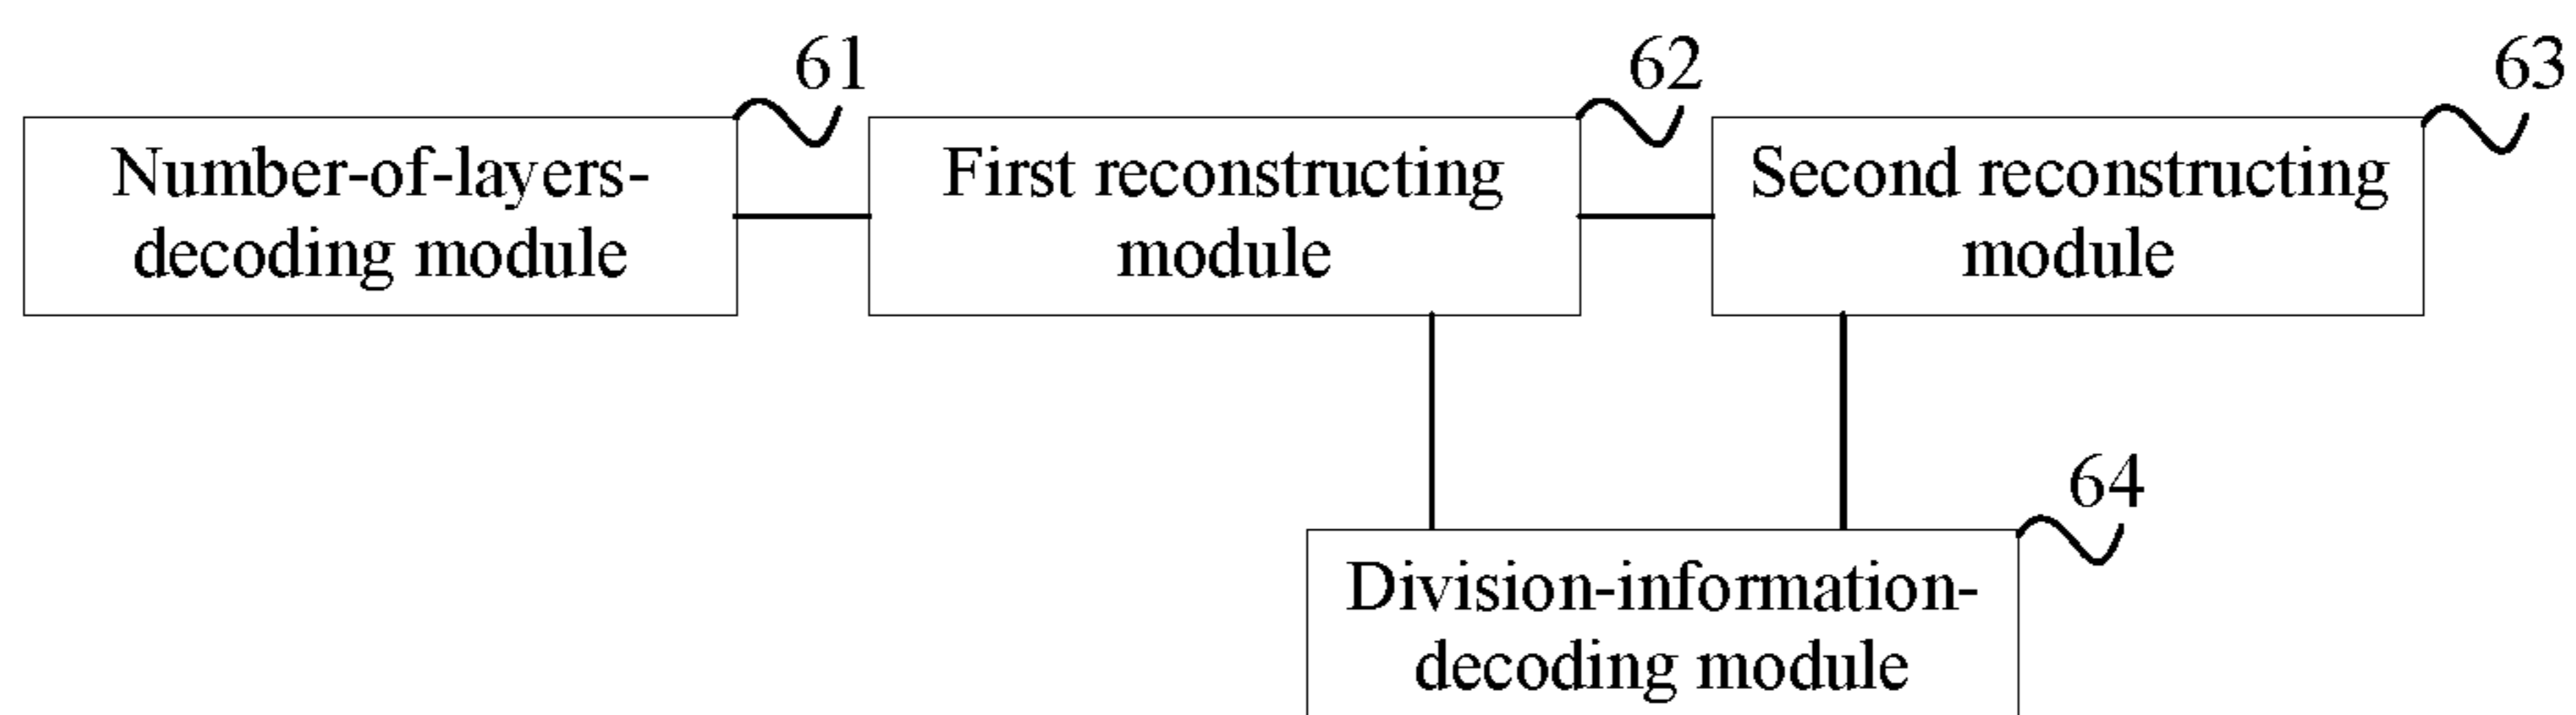 61
62
63
Number-of-layers-
decoding module
First reconstructing
module
Second reconstructing
module
64
Division-information-
decoding module